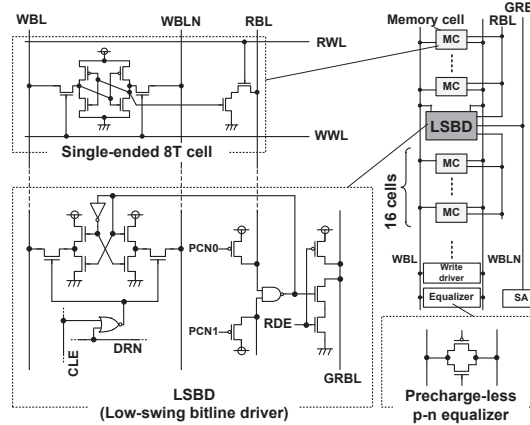 WBL
WBLN
RBL
RWL
WWL
Single-ended 8T cell
GRB
Memory cell
RBL
MC
MC
LSBD
MC
MC
16 cells
WBL
WBLN
Write
driver
Equalizer
SA
PCN0
PCN1
RDE
CLE
DRN
GRBL
LSBD
(Low-swing bitline driver)
Precharge-less
p-n equalizer